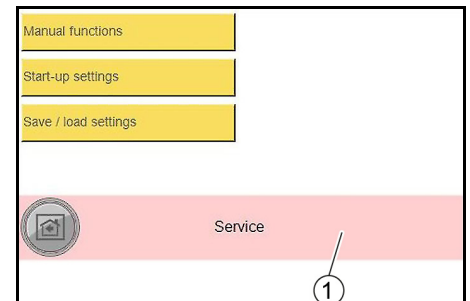 Manual functions
Start-up settings
Save / load settings
Service
1